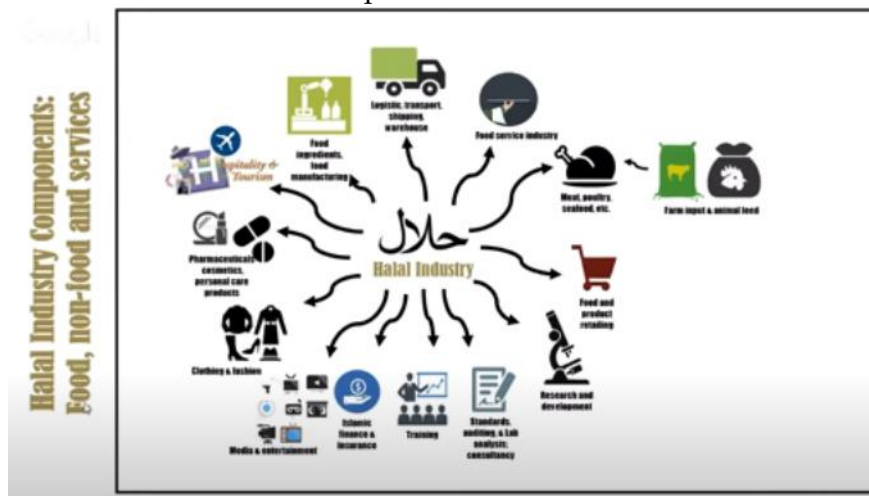 Halal Industry Components:
Food, non-food and services
Logistic, transport,
shipping,
warehouse
Food service industry
Food
ingredients,
food
manufacturing
Hospitality &
Tourism
Meat, poultry,
seafood, etc.
Farm input & animal feed
حلال
Halal Industry
Pharmaceuticals
cosmetics,
personal care
products
Food and
product
retailing
Clothing & fashion
Research and
development
Media & entertainment
Islamic
finance &
insurance
Training
Standards,
auditing, & Lab
analysis;
consultancy